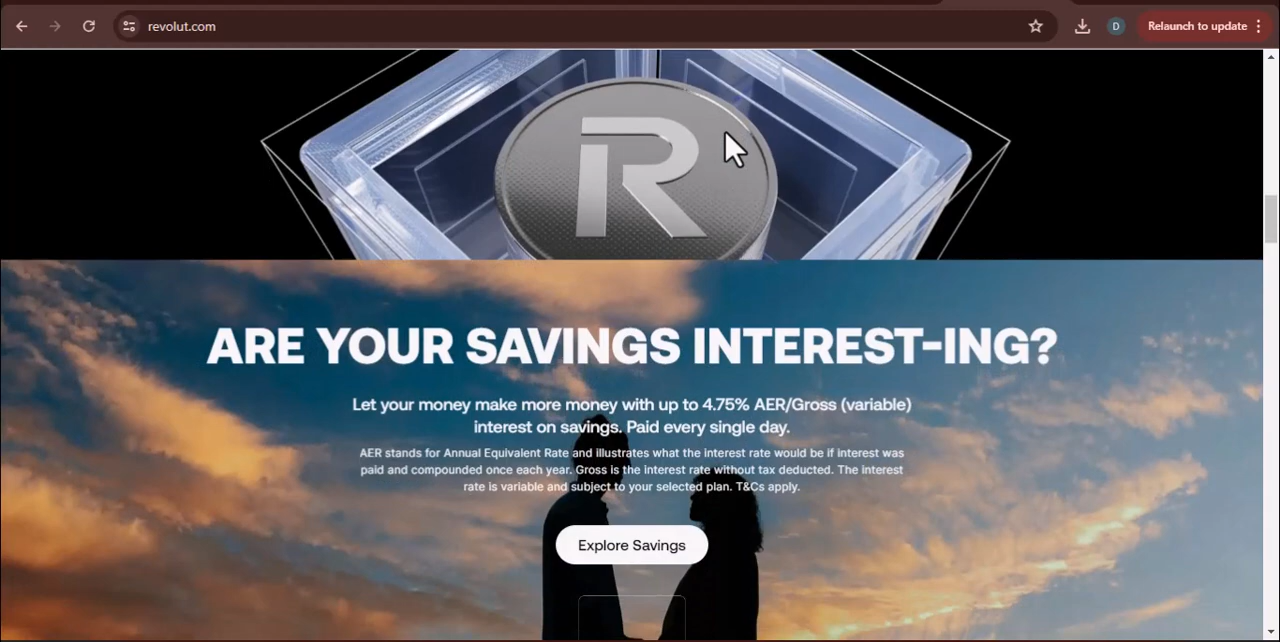 revolut.com
D
Relaunch to update
R
ARE YOUR SAVINGS INTEREST-ING?
Let your money make more money with up to 4.75% AER/Gross (variable)
interest on savings. Paid every single day.
AER stands for Annual Equivalent Rate and illustrates what the interest rate would be if interest was
paid and compounded once each year. Gross is the interest rate without tax deducted. The interest
rate is variable and subject to your selected plan. T&Cs apply.
Explore Savings